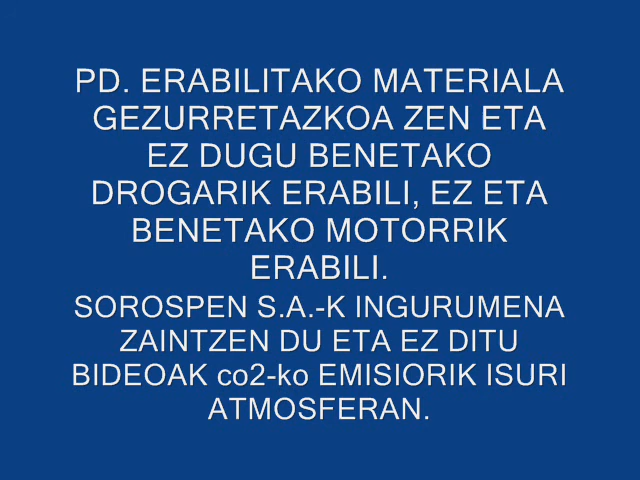 PD. ERABILITAKO MATERIALA
GEZURRETAZKOA ZEN ETA
EZ DUGU BENETAKO
DROGARIK ERABILI, EZ ETA
BENETAKO MOTORRIK
ERABILI.
SOROSPEN S.A.-K INGURUMENA
ZAINTZEN DU ETA EZ DITU
BIDEOAK co2-ko EMISIORIK ISURI
ATMOSFERAN.